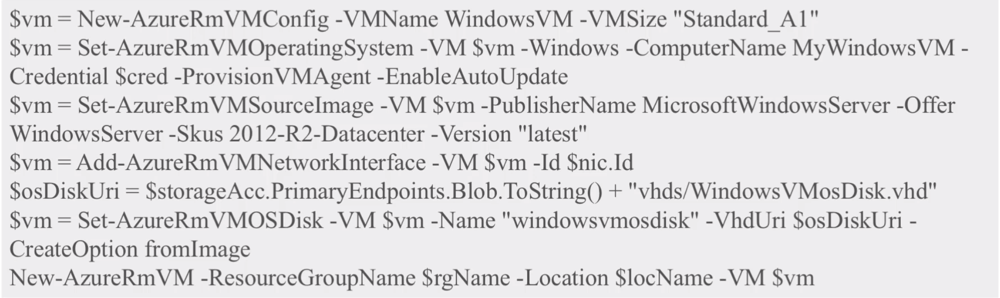 $vm = New-AzureRmVMConfig -VMName WindowsVM -VMSize "Standard_A1"
$vm = Set-AzureRmVMOperatingSystem -VM $vm -Windows -ComputerName MyWindowsVM -
Credential $cred -ProvisionVMAgent -EnableAutoUpdate
$vm = Set-AzureRmVMSourceImage -VM $vm -PublisherName MicrosoftWindowsServer -Offer
WindowsServer -Skus 2012-R2-Datacenter -Version "latest"
$vm = Add-AzureRmVMNetworkInterface -VM $vm -Id $nic.Id
$osDiskUri = $storageAcc.PrimaryEndpoints.Blob.ToString() + "vhds/WindowsVMosDisk.vhd"
$vm = Set-AzureRmVMOSDisk -VM $vm -Name "windowsvmosdisk" -VhdUri $osDiskUri -
CreateOption fromImage
New-AzureRmVM -ResourceGroupName $rgName -Location $locName -VM $vm